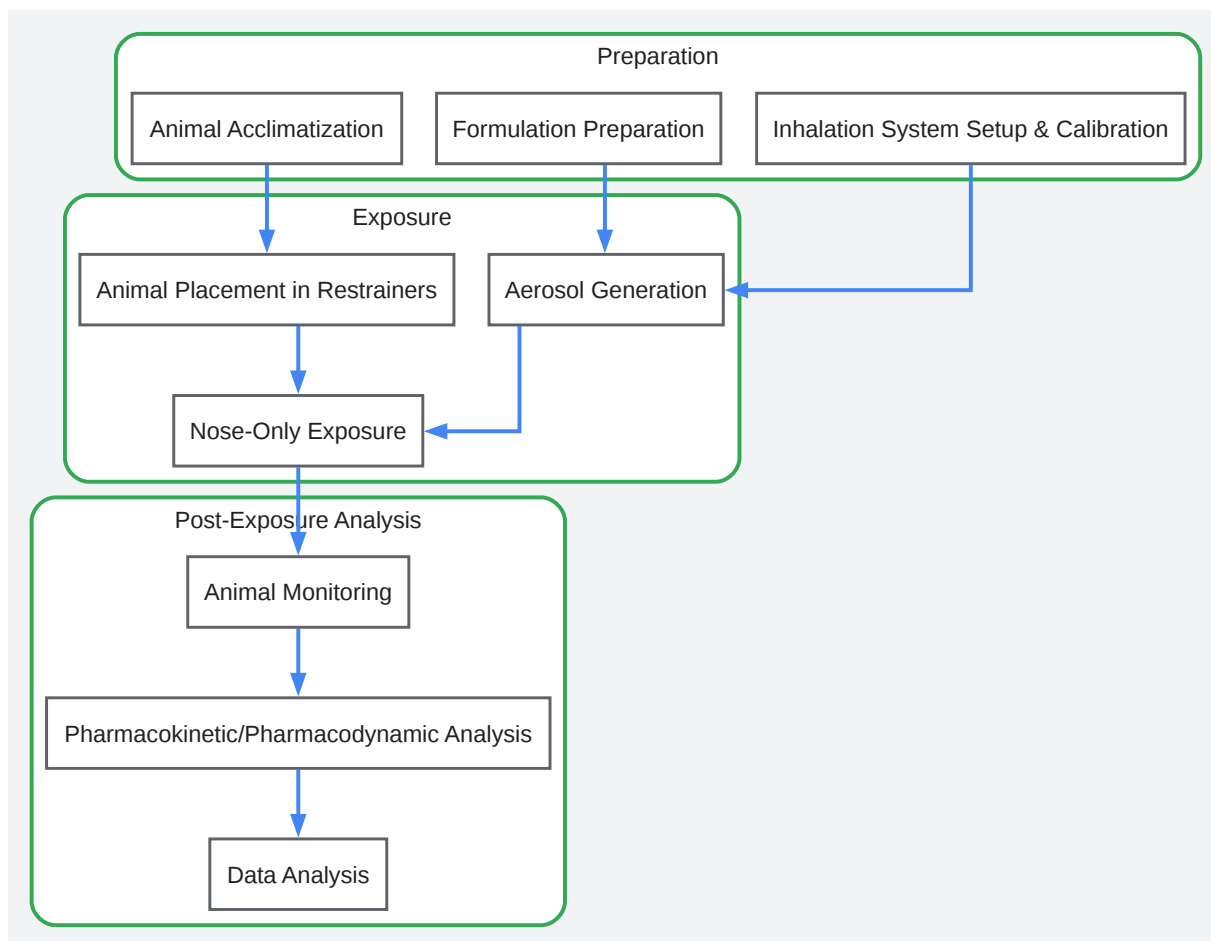 Preparation
Animal Acclimatization
Formulation Preparation
Inhalation System Setup & Calibration
Exposure
Animal Placement in Restrainers
Aerosol Generation
Nose-Only Exposure
Post-Exposure Analysis
Animal Monitoring
Pharmacokinetic/Pharmacodynamic Analysis
Data Analysis